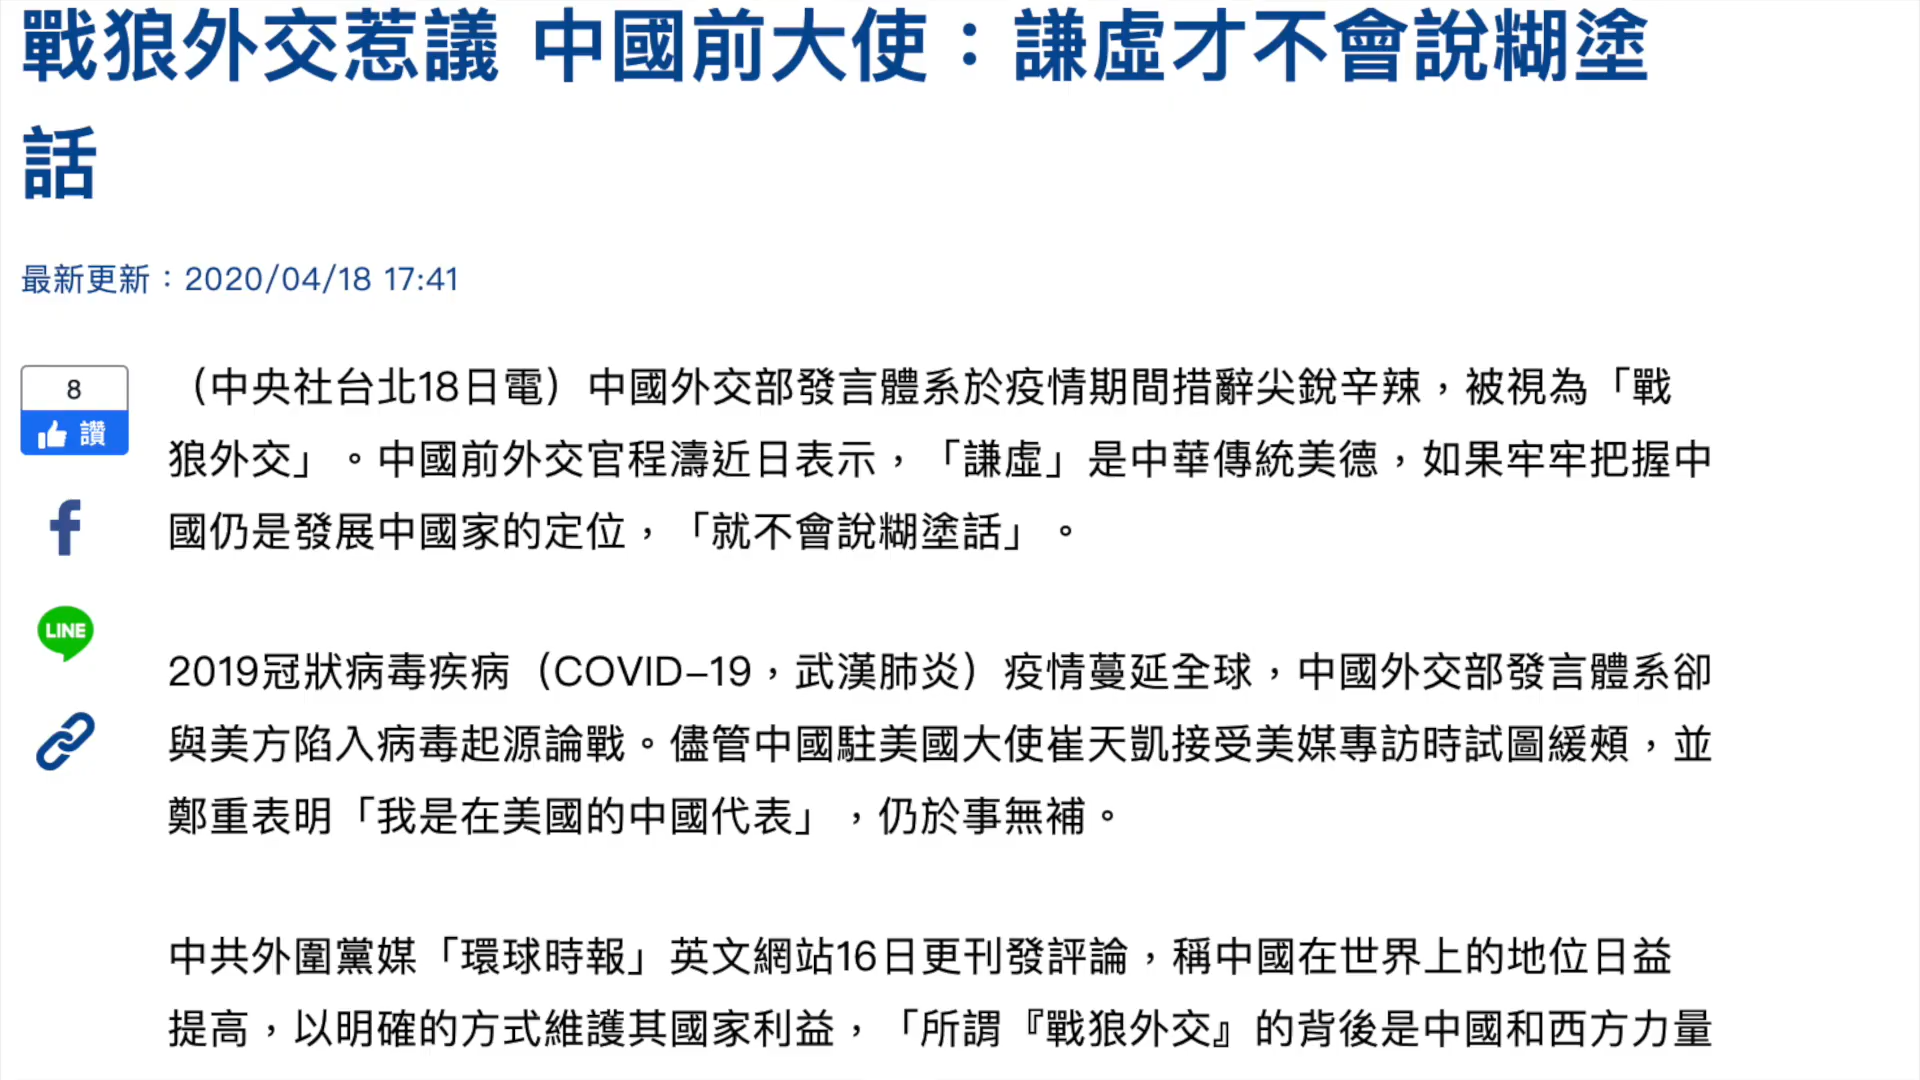 戰狼外交惹議 中國前大使：謙虛才不會說糊塗
話
最新更新：2020/04/18 17:41
8
讚
（中央社台北18日電）中國外交部發言體系於疫情期間措辭尖銳辛辣，被視為「戰
狼外交」。中國前外交官程濤近日表示，「謙虛」是中華傳統美德，如果牢牢把握中
國仍是發展中國家的定位，「就不會說糊塗話」。
LINE
2019冠狀病毒疾病（COVID-19，武漢肺炎）疫情蔓延全球，中國外交部發言體系卻
與美方陷入病毒起源論戰。儘管中國駐美國大使崔天凱接受美媒專訪時試圖緩頰，並
鄭重表明「我是在美國的中國代表」，仍於事無補。
中共外圍黨媒「環球時報」英文網站16日更刊發評論，稱中國在世界上的地位日益
提高，以明確的方式維護其國家利益，「所謂『戰狼外交』的背後是中國和西方力量